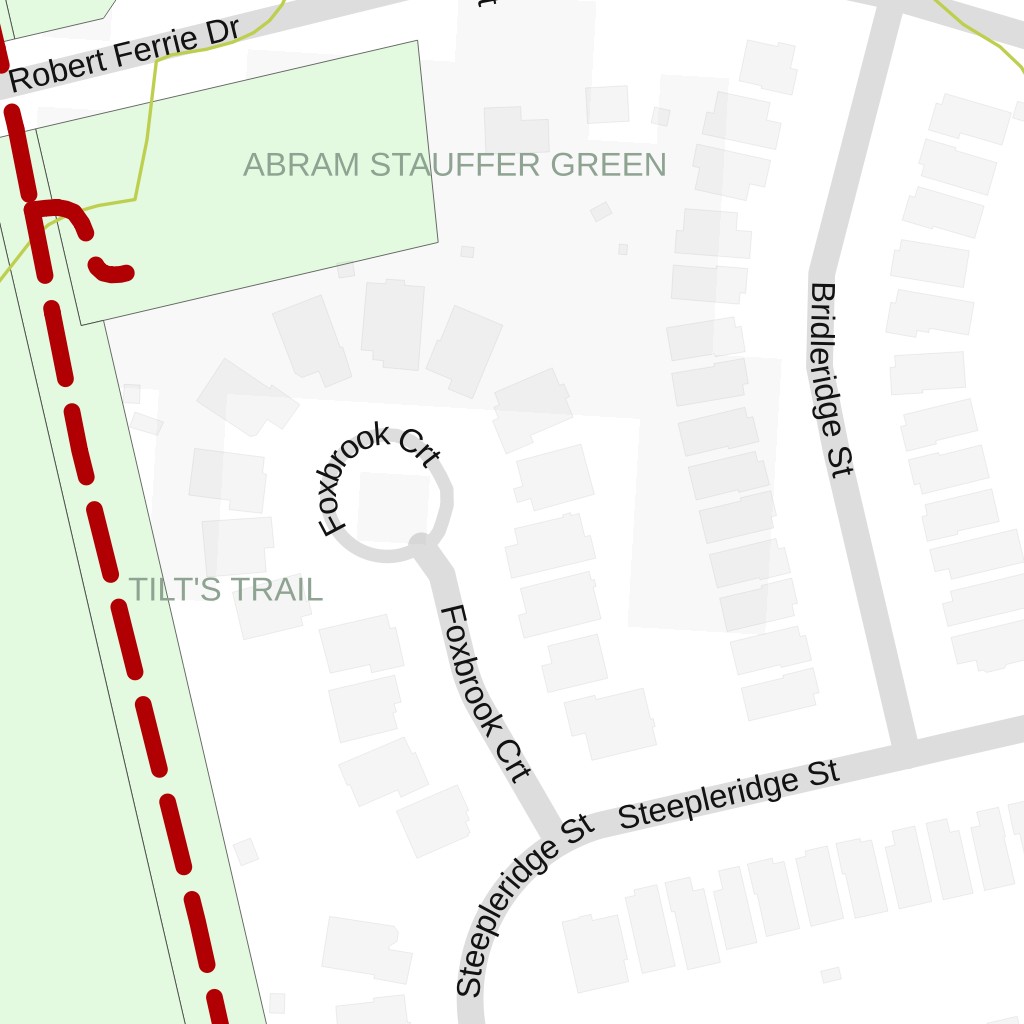 Robert Ferrie Dr
t
ABRAM STAUFFER GREEN
Bridleridge St
Foxbrook Crt
TILT'S TRAIL
Foxbrook Crt
Steepleridge St
Steepleridge St